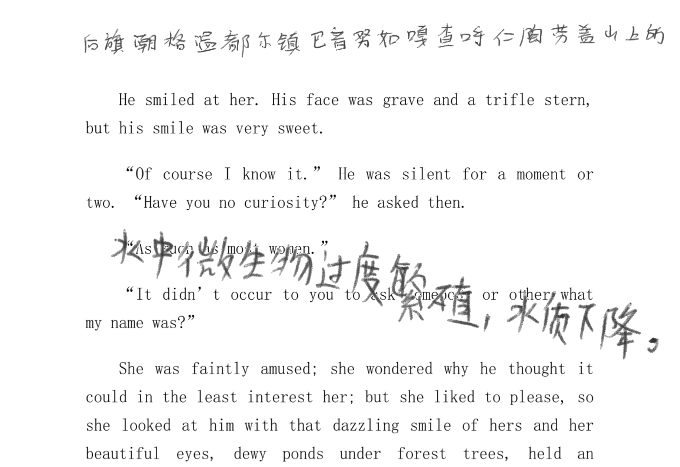 后旗潮格温都尔镇巴音努如嘎查呼仁陶勞盖山上的
He smiled at her. His face was grave and a trifle stern,
but his smile was very sweet.
“Of course I know it.” He was silent for a moment or
two. “Have you no curiosity?” he asked then.
“As much as most women.”
水中微生物过度繁殖，水质下降。
“It didn’t occur to you to ask someone or other what
my name was?”
She was faintly amused; she wondered why he thought it
could in the least interest her; but she liked to please, so
she looked at him with that dazzling smile of hers and her
beautiful eyes, dewy ponds under forest trees, held an